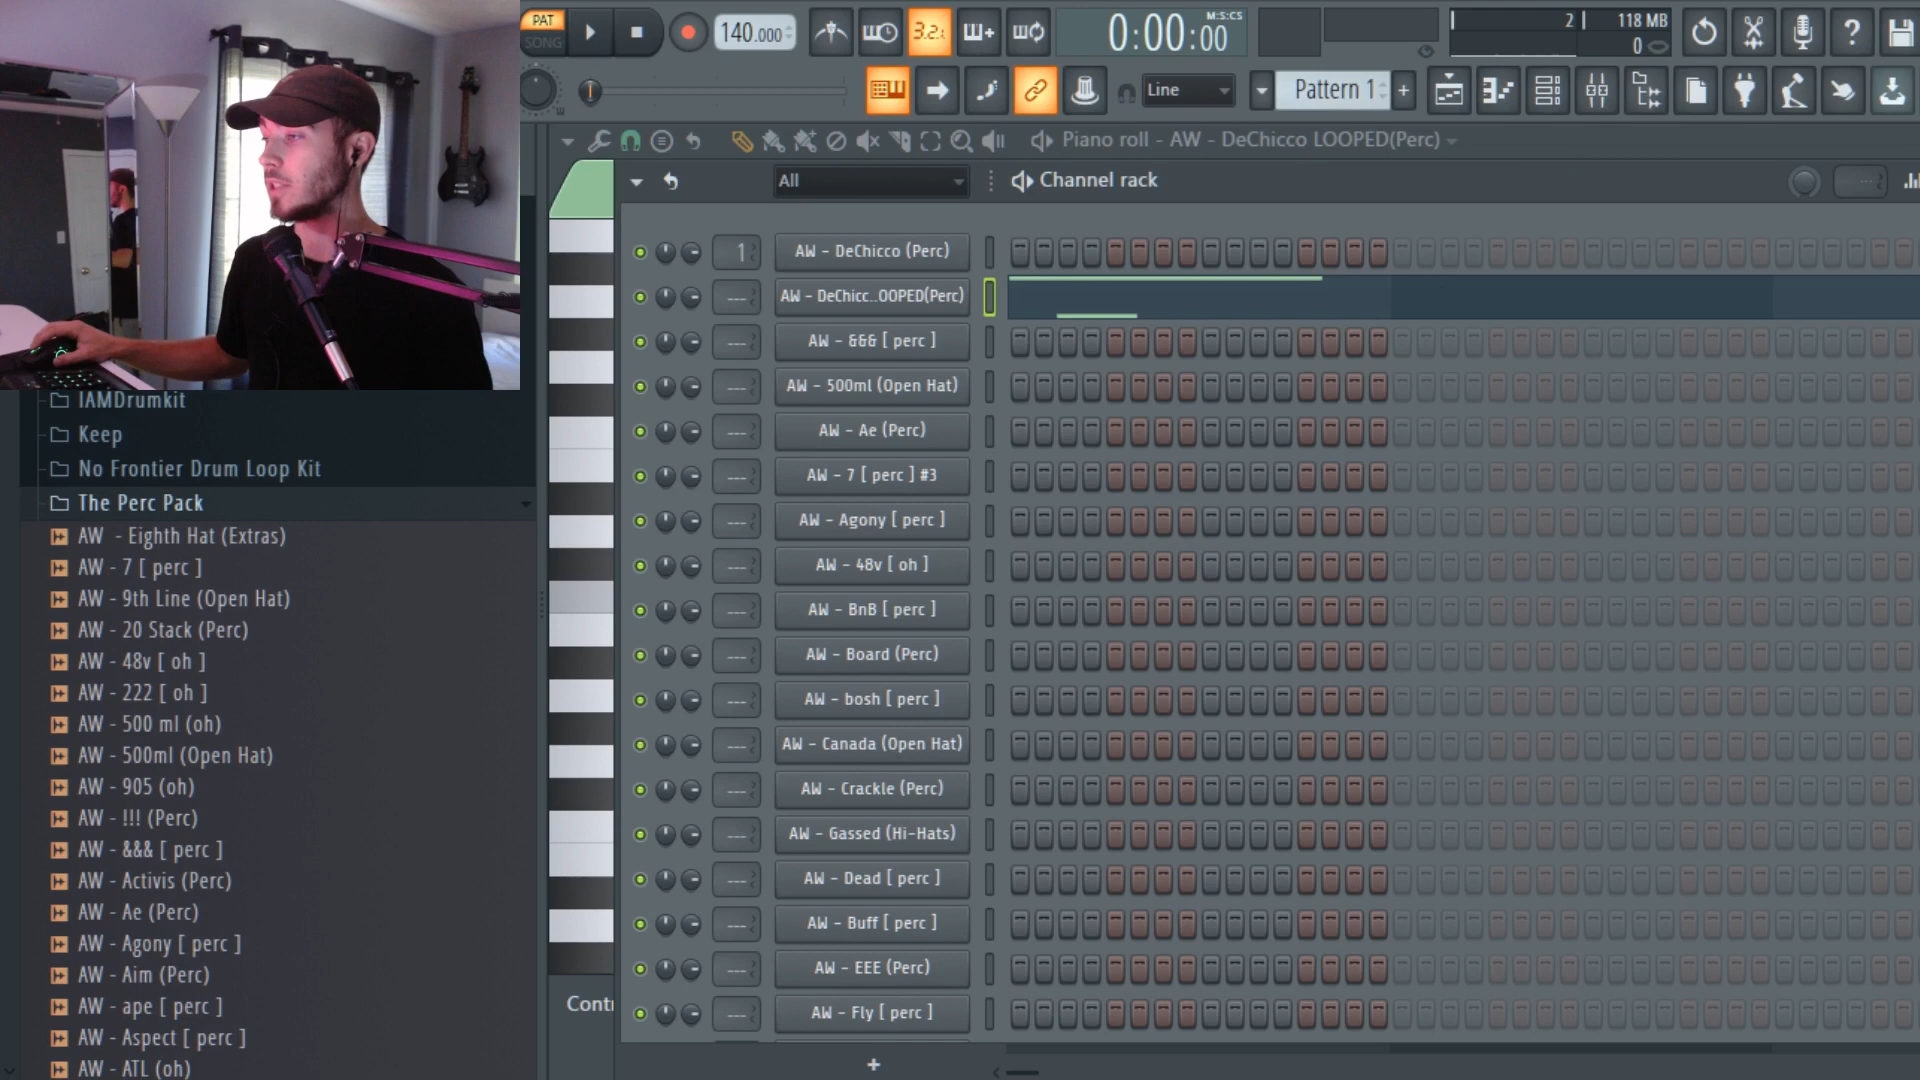 PAT
SONG
140.000
3.2.1
0:00:00
M:S:CS
2
118 MB
0
Line
Pattern 1
+
?
Piano roll - AW - DeChicco LOOPED(Perc)
All
Channel rack
1
AW - DeChicco (Perc)
AW - DeChicc..OOPED(Perc)
AW - &&& [ perc ]
AW - 500ml (Open Hat)
AW - Ae (Perc)
AW - 7 [ perc ] #3
AW - Agony [ perc ]
AW - 48v [ oh ]
AW - BnB [ perc ]
AW - Board (Perc)
AW - bosh [ perc ]
AW - Canada (Open Hat)
AW - Crackle (Perc)
AW - Gassed (Hi-Hats)
AW - Dead [ perc ]
AW - Buff [ perc ]
AW - EEE (Perc)
AW - Fly [ perc ]
+
Contr
IAMDrumkit
Keep
No Frontier Drum Loop Kit
The Perc Pack
AW  - Eighth Hat (Extras)
AW - 7 [ perc ]
AW - 9th Line (Open Hat)
AW - 20 Stack (Perc)
AW - 48v [ oh ]
AW - 222 [ oh ]
AW - 500 ml (oh)
AW - 500ml (Open Hat)
AW - 905 (oh)
AW - !!! (Perc)
AW - &&& [ perc ]
AW - Activis (Perc)
AW - Ae (Perc)
AW - Agony [ perc ]
AW - Aim (Perc)
AW - ape [ perc ]
AW - Aspect [ perc ]
AW - ATL (oh)